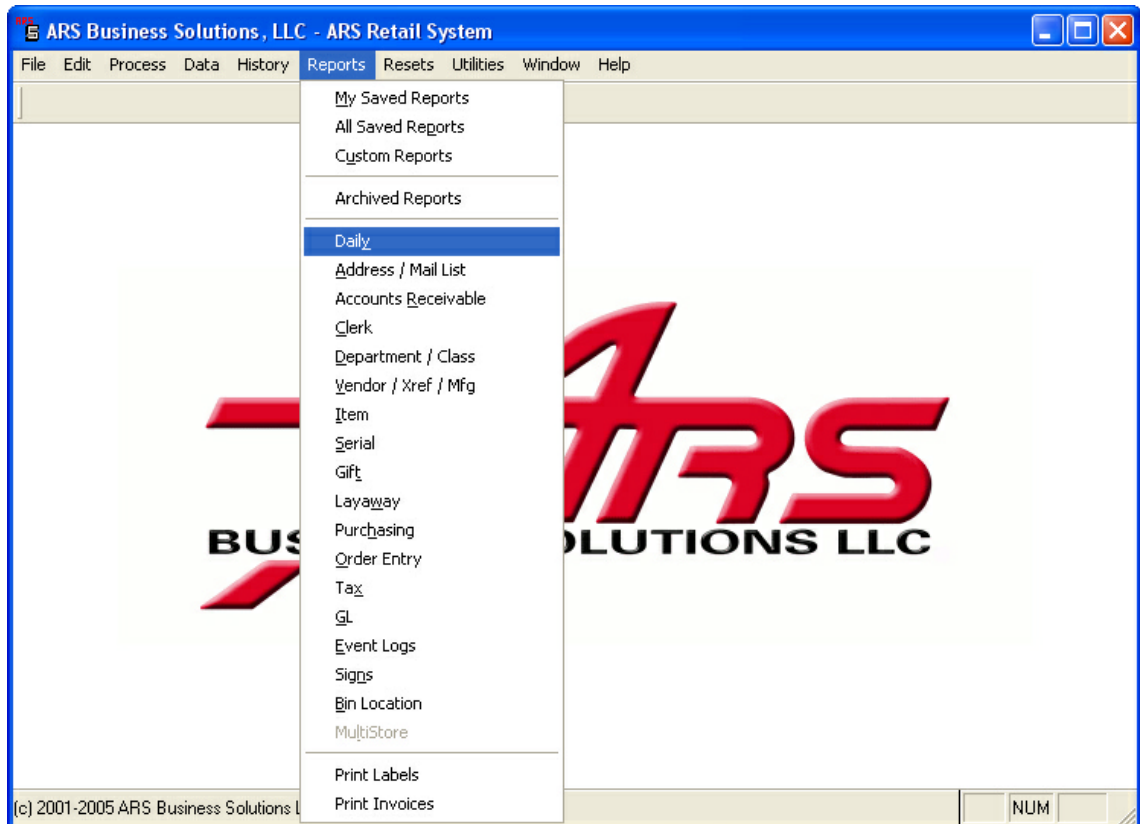 ARS Business Solutions, LLC - ARS Retail System
File Edit Process Data History Reports Resets Utilities Window Help
My Saved Reports
All Saved Reports
Custom Reports
Archived Reports
Daily
Address / Mail List
Accounts Receivable
Clerk
Department / Class
Vendor / Xref / Mfg
Item
Serial
Gift
Layaway
Purchasing
Order Entry
Tax
GL
Event Logs
Signs
Bin Location
MultiStore
Print Labels
Print Invoices
ARS
BUS LUTIONS LLC
(c) 2001-2005 ARS Business Solutions L
NUM